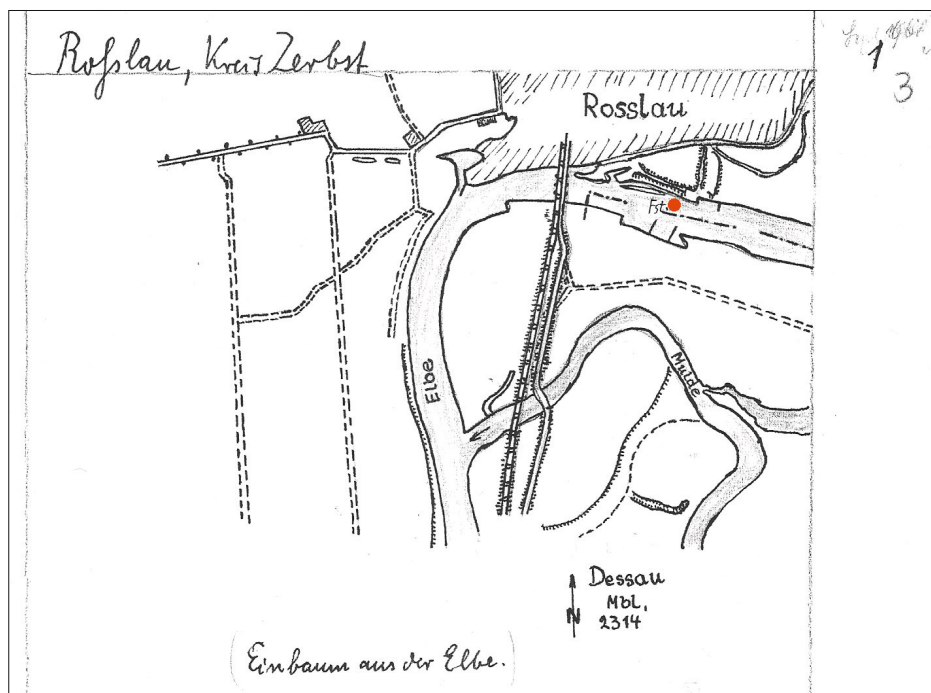 Roſslau, Kreis Zerbst
1
3
Rosslau
Fst.
Elbe
Mulde
Dessau
Mbl.
2314
N
(Einbaum aus der Elbe.)